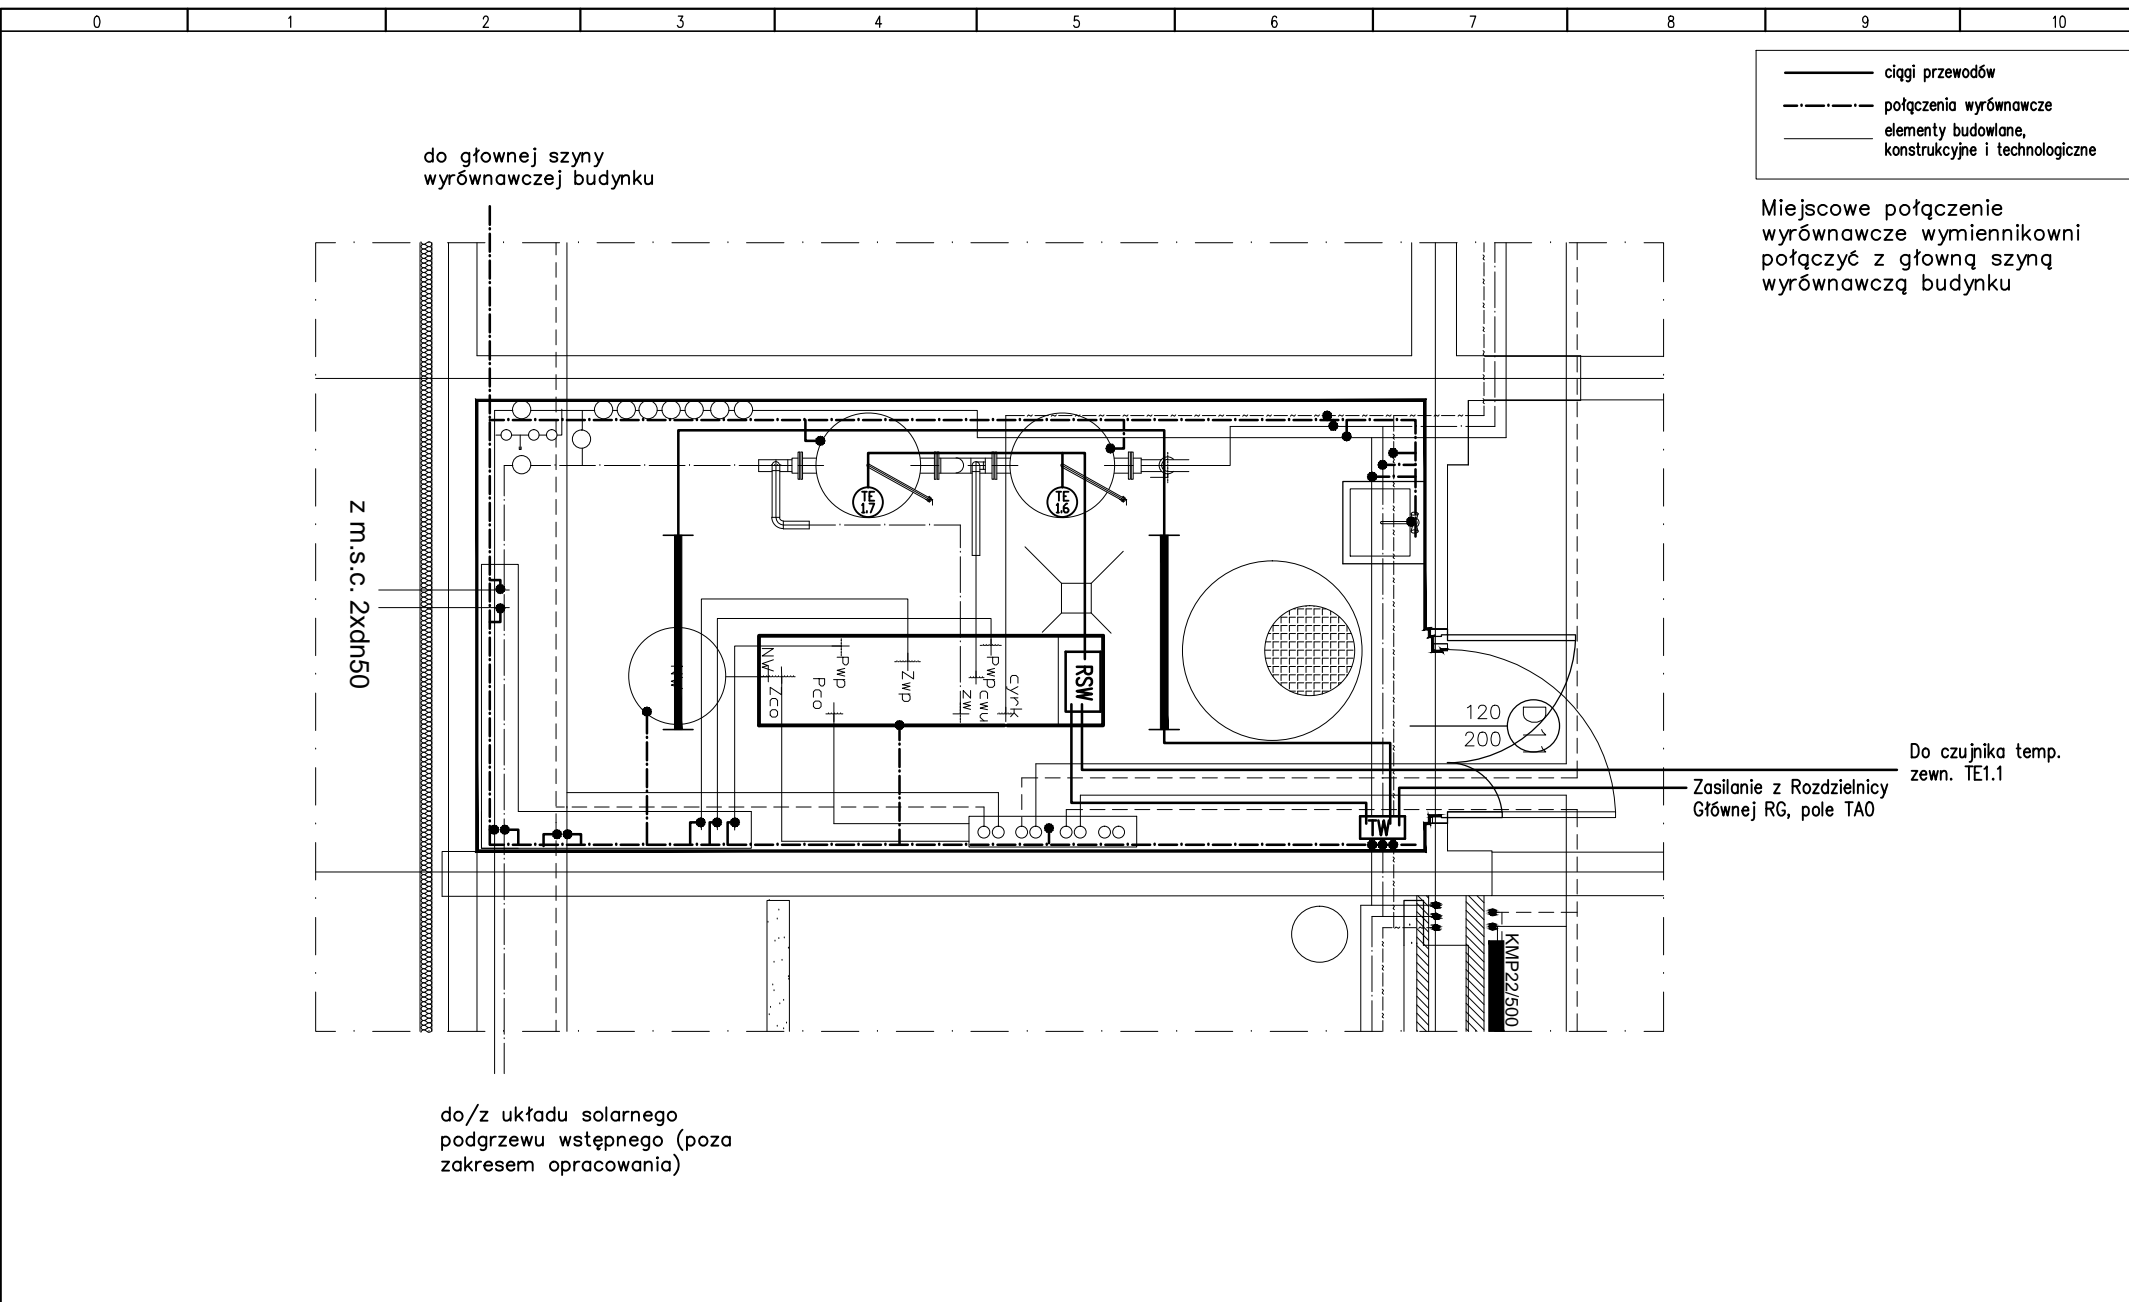 0
1
2
3
4
5
6
7
8
9
10
ciągi przewodów
połączenia wyrównawcze
elementy budowlane,
konstrukcyjne i technologiczne
do głownej szyny
wyrównawczej budynku
Miejscowe połączenie
wyrównawcze wymiennikowni
połączyć z głowną szyną
wyrównawczą budynku
z m.s.c. 2xdn50
TE
1.7
TE
1.6
NW
Zco
Pco
Pwp
Zwp
Pwp
cwu
zw
cyrk
RSW
120
200
D1
Do czujnika temp.
zewn. TE1.1
Zasilanie z Rozdzielnicy
Głównej RG, pole TA0
TW
KMP22/500
do/z układu solarnego
podgrzewu wstępnego (poza
zakresem opracowania)